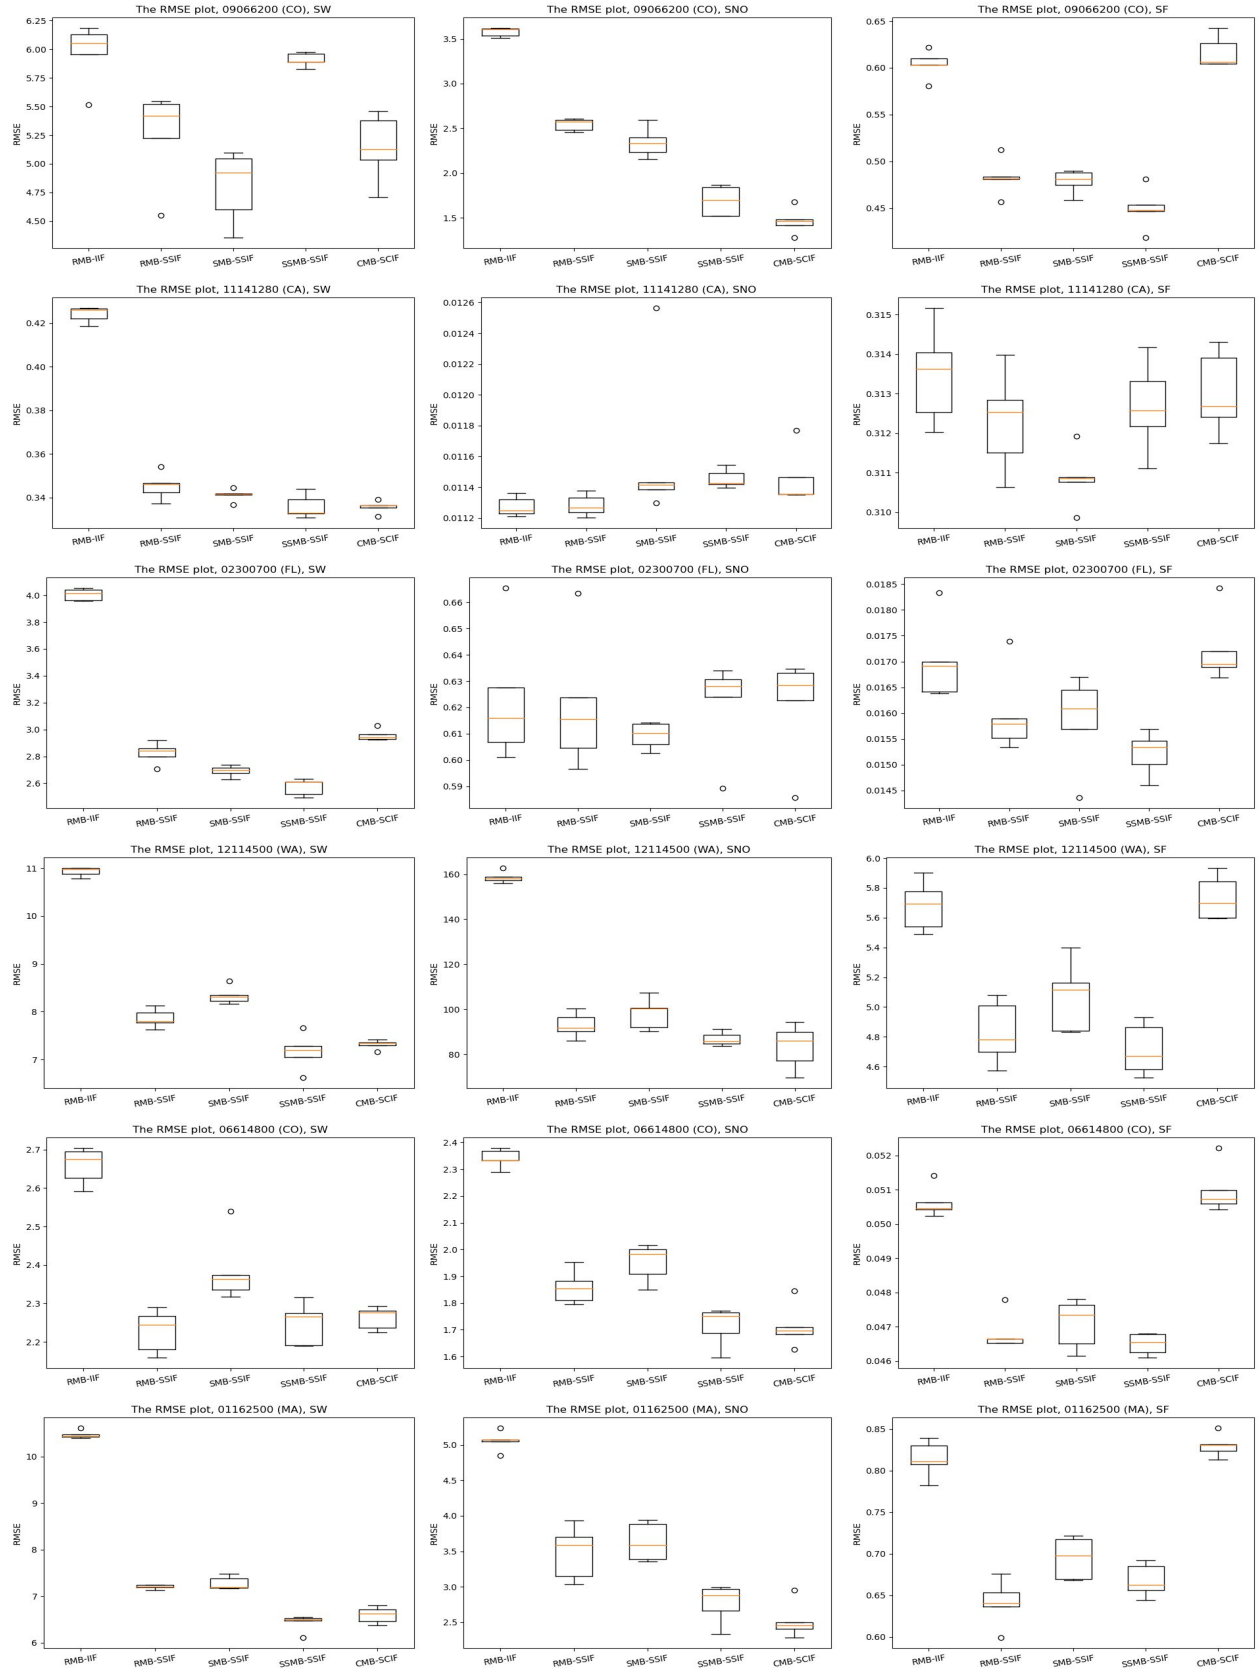 The RMSE plot, 09066200 (CO), SW
RMSE
6.25
6.00
5.75
5.50
5.25
5.00
4.75
4.50
RMB-IIF RMB-SSIF SMB-SSIF SSMB-SSIF CMB-SCIF
The RMSE plot, 09066200 (CO), SNO
RMSE
3.5
3.0
2.5
2.0
1.5
RMB-IIF RMB-SSIF SMB-SSIF SSMB-SSIF CMB-SCIF
The RMSE plot, 09066200 (CO), SF
RMSE
0.65
0.60
0.55
0.50
0.45
RMB-IIF RMB-SSIF SMB-SSIF SSMB-SSIF CMB-SCIF
The RMSE plot, 11141280 (CA), SW
RMSE
0.42
0.40
0.38
0.36
0.34
RMB-IIF RMB-SSIF SMB-SSIF SSMB-SSIF CMB-SCIF
The RMSE plot, 11141280 (CA), SNO
RMSE
0.0126
0.0124
0.0122
0.0120
0.0118
0.0116
0.0114
0.0112
RMB-IIF RMB-SSIF SMB-SSIF SSMB-SSIF CMB-SCIF
The RMSE plot, 11141280 (CA), SF
RMSE
0.315
0.314
0.313
0.312
0.311
0.310
RMB-IIF RMB-SSIF SMB-SSIF SSMB-SSIF CMB-SCIF
The RMSE plot, 02300700 (FL), SW
RMSE
4.0
3.8
3.6
3.4
3.2
3.0
2.8
2.6
RMB-IIF RMB-SSIF SMB-SSIF SSMB-SSIF CMB-SCIF
The RMSE plot, 02300700 (FL), SNO
RMSE
0.66
0.65
0.64
0.63
0.62
0.61
0.60
0.59
RMB-IIF RMB-SSIF SMB-SSIF SSMB-SSIF CMB-SCIF
The RMSE plot, 02300700 (FL), SF
RMSE
0.0185
0.0180
0.0175
0.0170
0.0165
0.0160
0.0155
0.0150
0.0145
RMB-IIF RMB-SSIF SMB-SSIF SSMB-SSIF CMB-SCIF
The RMSE plot, 12114500 (WA), SW
RMSE
11
10
9
8
7
RMB-IIF RMB-SSIF SMB-SSIF SSMB-SSIF CMB-SCIF
The RMSE plot, 12114500 (WA), SNO
RMSE
160
140
120
100
80
RMB-IIF RMB-SSIF SMB-SSIF SSMB-SSIF CMB-SCIF
The RMSE plot, 12114500 (WA), SF
RMSE
6.0
5.8
5.6
5.4
5.2
5.0
4.8
4.6
RMB-IIF RMB-SSIF SMB-SSIF SSMB-SSIF CMB-SCIF
The RMSE plot, 06614800 (CO), SW
RMSE
2.7
2.6
2.5
2.4
2.3
2.2
RMB-IIF RMB-SSIF SMB-SSIF SSMB-SSIF CMB-SCIF
The RMSE plot, 06614800 (CO), SNO
RMSE
2.4
2.3
2.2
2.1
2.0
1.9
1.8
1.7
1.6
RMB-IIF RMB-SSIF SMB-SSIF SSMB-SSIF CMB-SCIF
The RMSE plot, 06614800 (CO), SF
RMSE
0.052
0.051
0.050
0.049
0.048
0.047
0.046
RMB-IIF RMB-SSIF SMB-SSIF SSMB-SSIF CMB-SCIF
The RMSE plot, 01162500 (MA), SW
RMSE
10
9
8
7
6
RMB-IIF RMB-SSIF SMB-SSIF SSMB-SSIF CMB-SCIF
The RMSE plot, 01162500 (MA), SNO
RMSE
5.0
4.5
4.0
3.5
3.0
2.5
RMB-IIF RMB-SSIF SMB-SSIF SSMB-SSIF CMB-SCIF
The RMSE plot, 01162500 (MA), SF
RMSE
0.85
0.80
0.75
0.70
0.65
0.60
RMB-IIF RMB-SSIF SMB-SSIF SSMB-SSIF CMB-SCIF